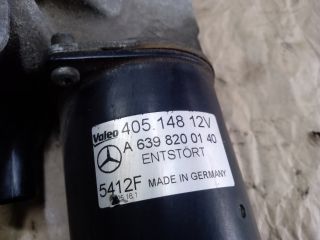 Valeo 405.148 12V
A 639 820 01 40
ENTSTÖRT
5412F MADE IN GERMANY